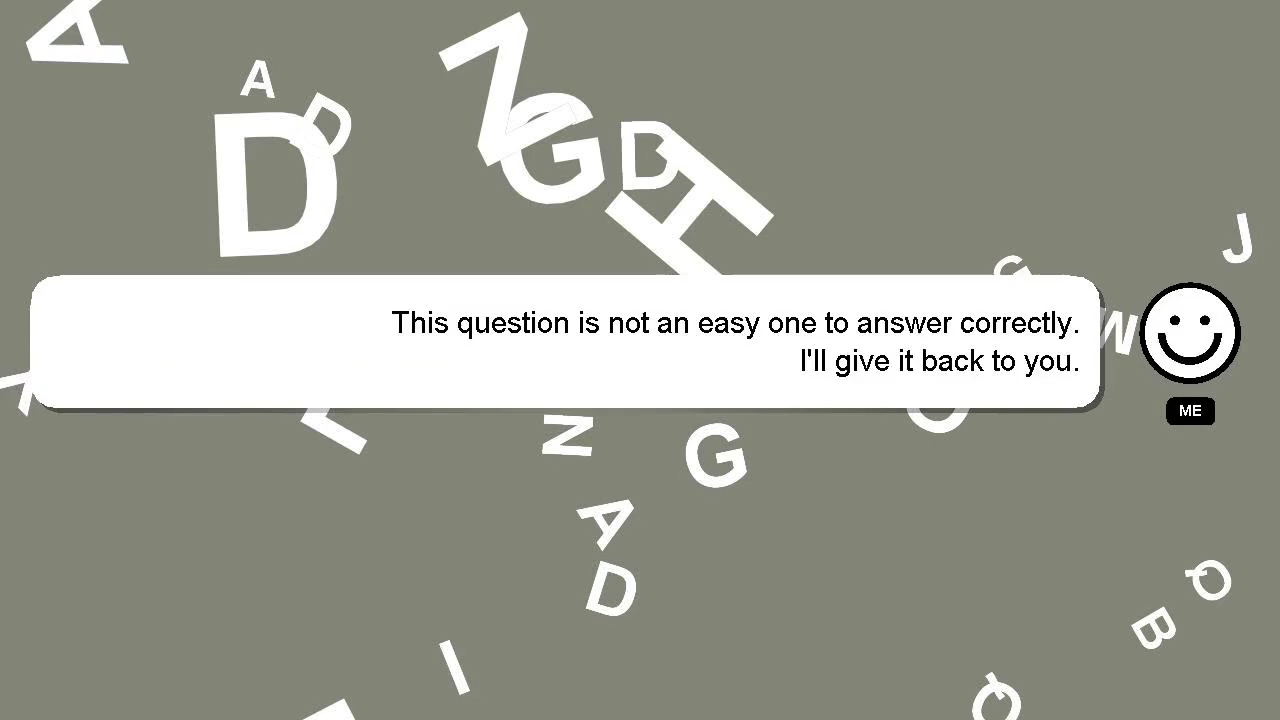 A
A
D
D
Z
G
D
H
J
G
This question is not an easy one to answer correctly.
I'll give it back to you.
W
ME
N
G
A
D
I
Q
B
Q